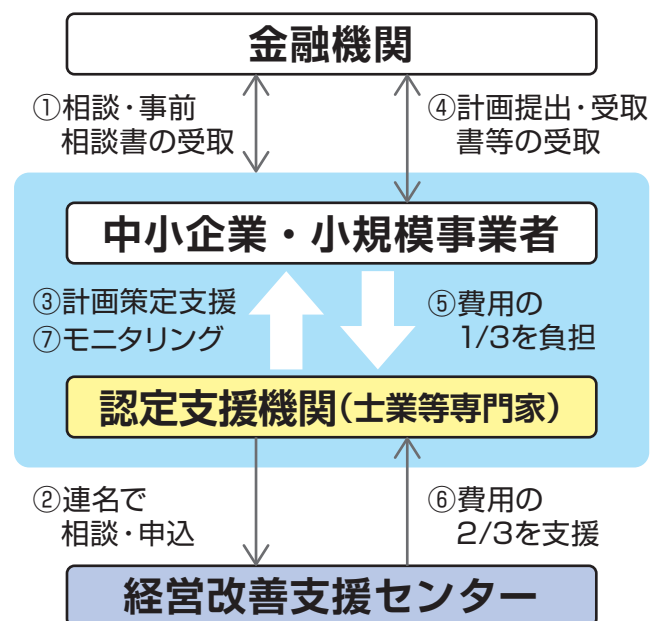 金融機関
①相談・事前
相談書の受取
④計画提出・受取
書等の受取
中小企業・小規模事業者
③計画策定支援
⑦モニタリング
⑤費用の
1/3を負担
認定支援機関(士業等専門家)
②連名で
相談・申込
⑥費用の
2/3を支援
経営改善支援センター